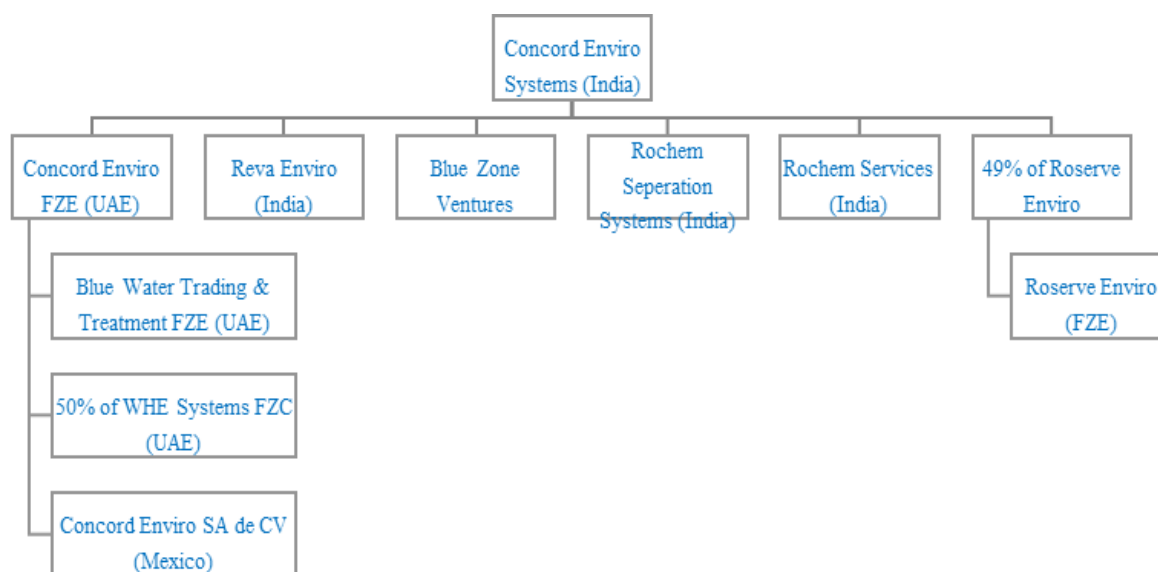 Concord Enviro
Systems (India)
Concord Enviro
FZE (UAE)
Reva Enviro
(India)
Blue Zone
Ventures
Rochem
Seperation
Systems (India)
Rochem Services
(India)
49% of Roserve
Enviro
Blue Water Trading &
Treatment FZE (UAE)
Roserve Enviro
(FZE)
50% of WHE Systems FZC
(UAE)
Concord Enviro SA de CV
(Mexico)